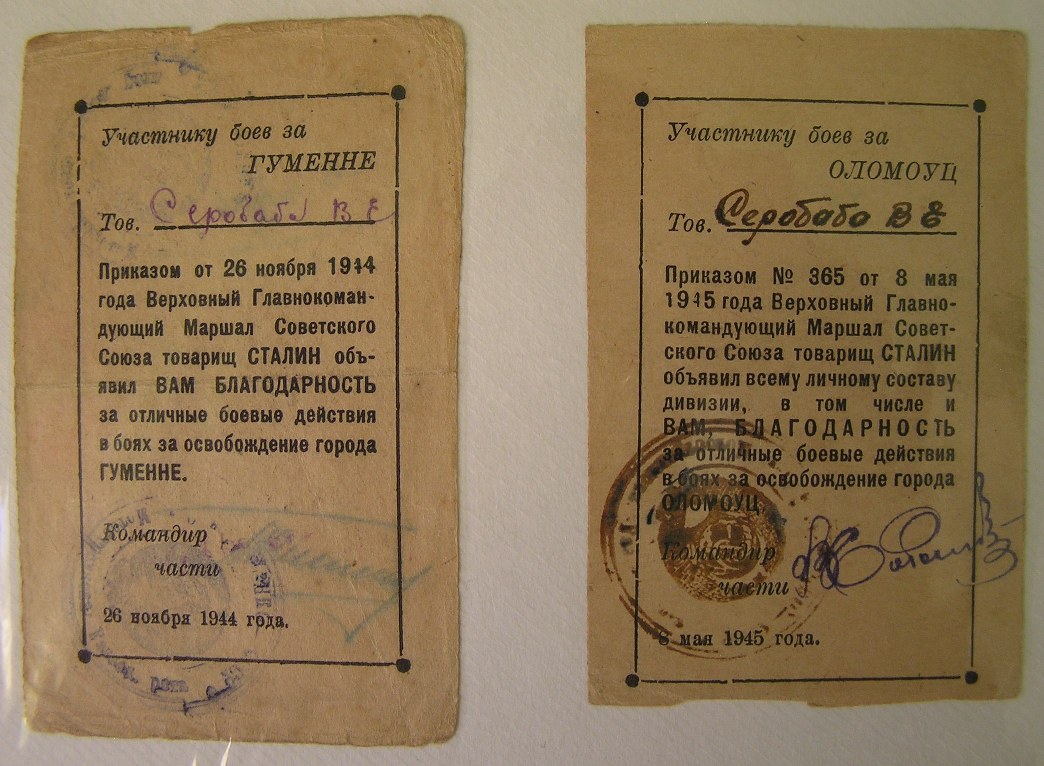 Участнику боев за
ГУМЕННЕ
Тов. Серобаба В Е
Приказом от 26 ноября 1944
года Верховный Главнокоман-
дующий Маршал Советского
Союза товарищ СТАЛИН объ-
явил ВАМ БЛАГОДАРНОСТЬ
за отличные боевые действия
в боях за освобождение города
ГУМЕННЕ.
Командир
части
26 ноября 1944 года.
Участнику боев за
ОЛОМОУЦ
Тов. Серобабо В Е
Приказом № 365 от 8 мая
1945 года Верховный Главно-
командующий Маршал Совет-
ского Союза товарищ СТАЛИН
объявил всему личному составу
дивизии, в том числе и
ВАМ, БЛАГОДАРНОСТЬ
за отличные боевые действия
в боях за освобождение города
ОЛОМОУЦ.
Командир
части
8 мая 1945 года.